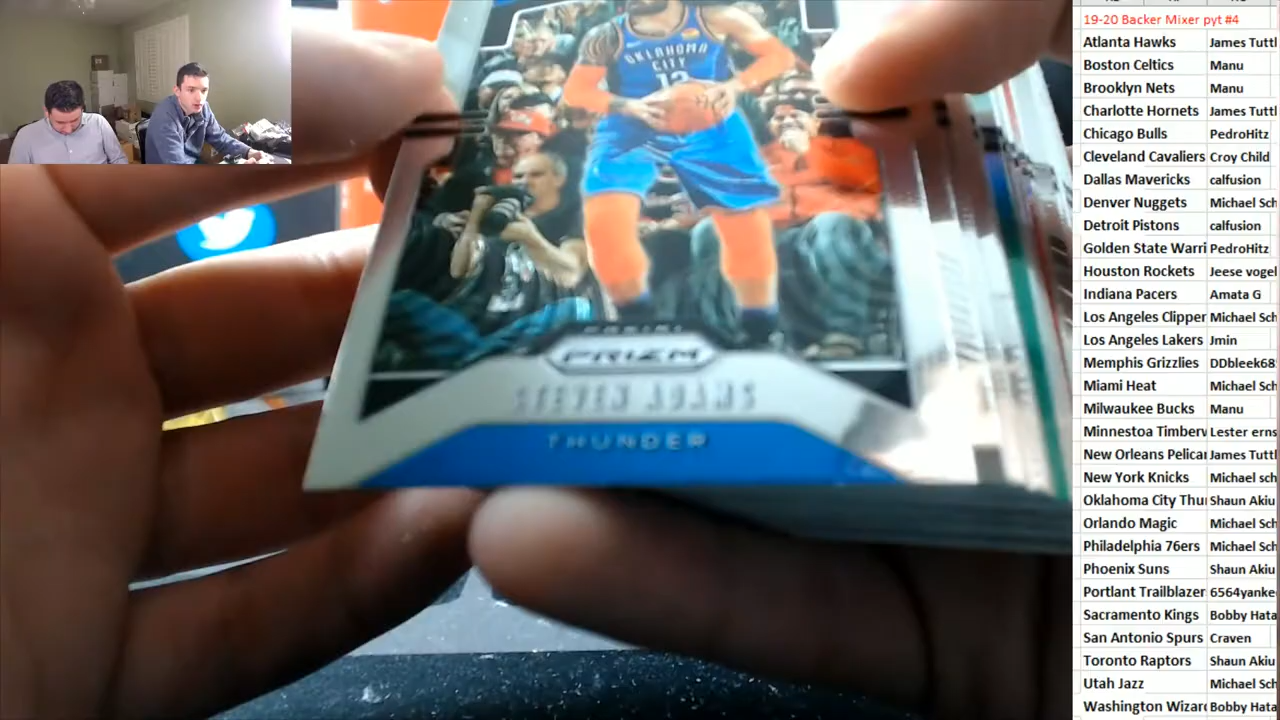 OKLAHOMA
CITY
12
PANINI
PRIZM
STEVEN ADAMS
THUNDER
19-20 Backer Mixer pyt #4
Atlanta Hawks James Tuttl
Boston Celtics Manu
Brooklyn Nets Manu
Charlotte Hornets James Tuttl
Chicago Bulls PedroHitz
Cleveland Cavaliers Croy Child
Dallas Mavericks calfusion
Denver Nuggets Michael Sch
Detroit Pistons calfusion
Golden State Warri PedroHitz
Houston Rockets Jeese vogel
Indiana Pacers Amata G
Los Angeles Clipper Michael Sch
Los Angeles Lakers Jmin
Memphis Grizzlies DDbleek68
Miami Heat Michael Sch
Milwaukee Bucks Manu
Minnestoa Timberv Lester erns
New Orleans Pelica James Tuttl
New York Knicks Michael sch
Oklahoma City Thu Shaun Akiu
Orlando Magic Michael Sch
Philadelphia 76ers Michael Sch
Phoenix Suns Shaun Akiu
Portlant Trailblazer 6564yanke
Sacramento Kings Bobby Hata
San Antonio Spurs Craven
Toronto Raptors Shaun Akiu
Utah Jazz Michael Sch
Washington Wizar Bobby Hata